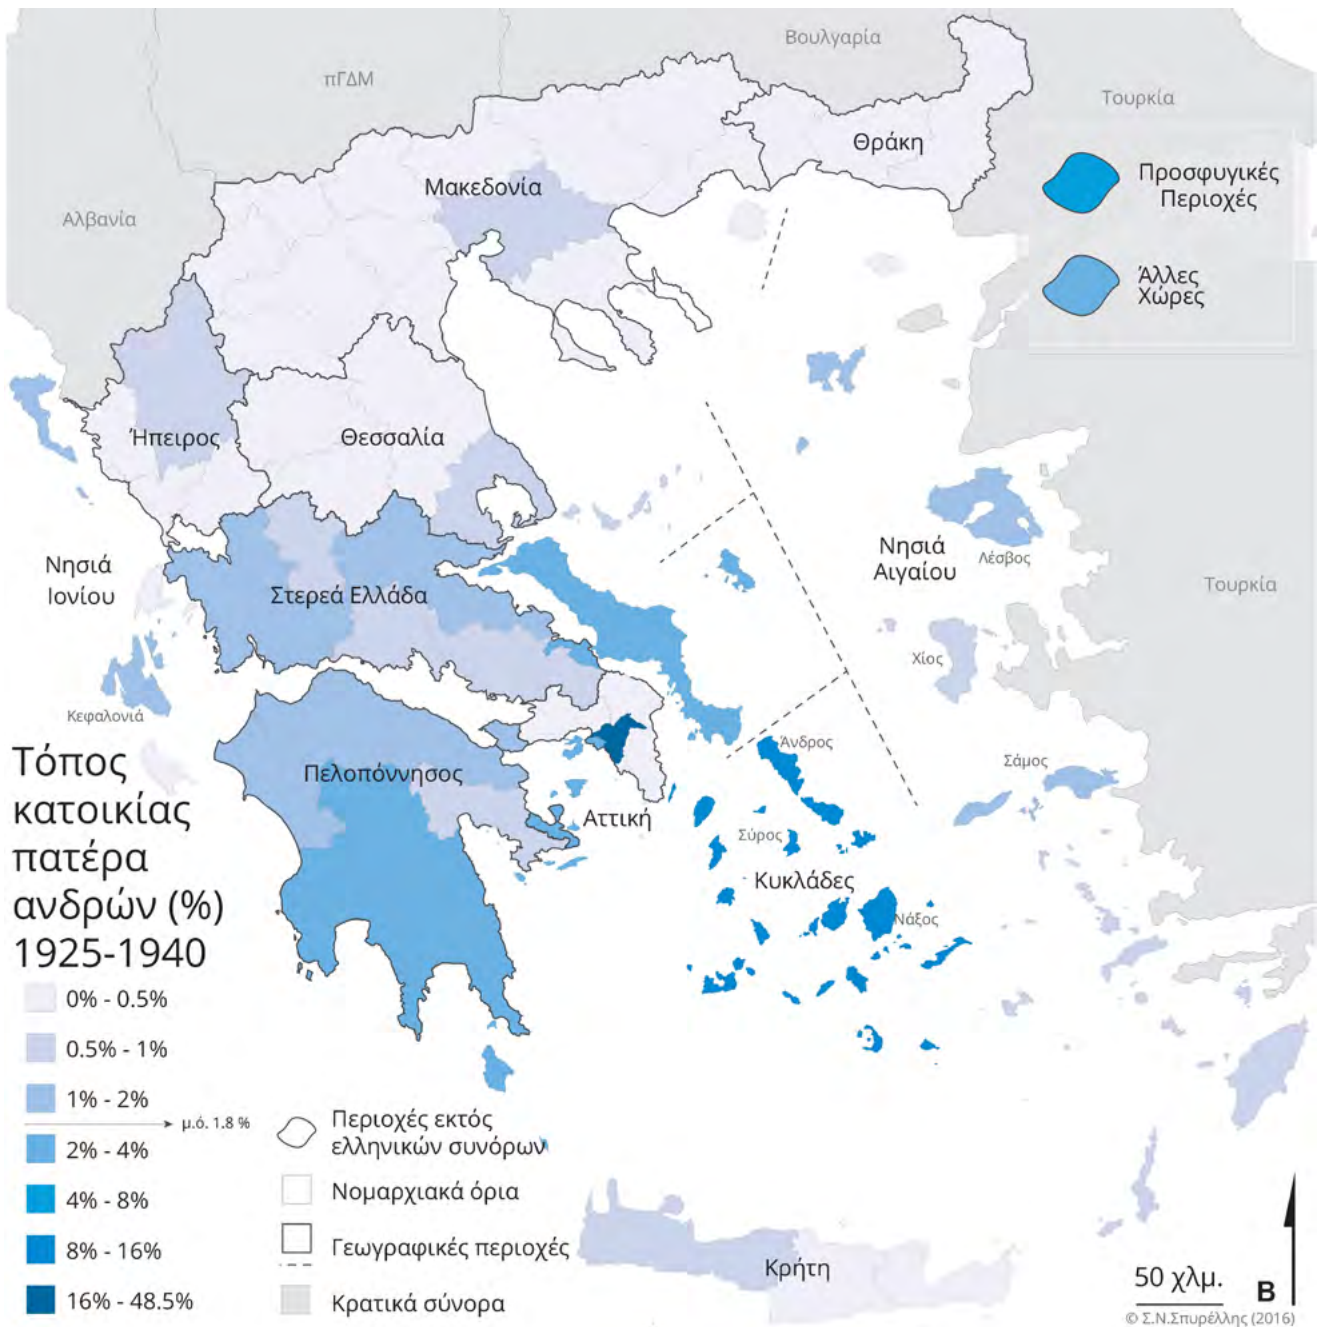 Βουλγαρία
πΓΔΜ
Τουρκία
Θράκη
Προσφυγικές
Περιοχές
Μακεδονία
Αλβανία
Άλλες
Χώρες
Ήπειρος
Θεσσαλία
Νησιά
Ιονίου
Νησιά
Αιγαίου
Λέσβος
Τουρκία
Στερεά Ελλάδα
Χίος
Κεφαλονιά
Άνδρος
Σάμος
Πελοπόννησος
Αττική
Σύρος
Κυκλάδες
Νάξος
Τόπος
κατοικίας
πατέρα
ανδρών (%)
1925-1940
0% - 0.5%
0.5% - 1%
1% - 2%
μ.ό. 1.8 %
2% - 4%
4% - 8%
8% - 16%
16% - 48.5%
Περιοχές εκτός
ελληνικών συνόρων
Νομαρχιακά όρια
Γεωγραφικές περιοχές
Κρατικά σύνορα
Κρήτη
50 χλμ.
Β
© Σ.Ν.Σπυρέλλης (2016)